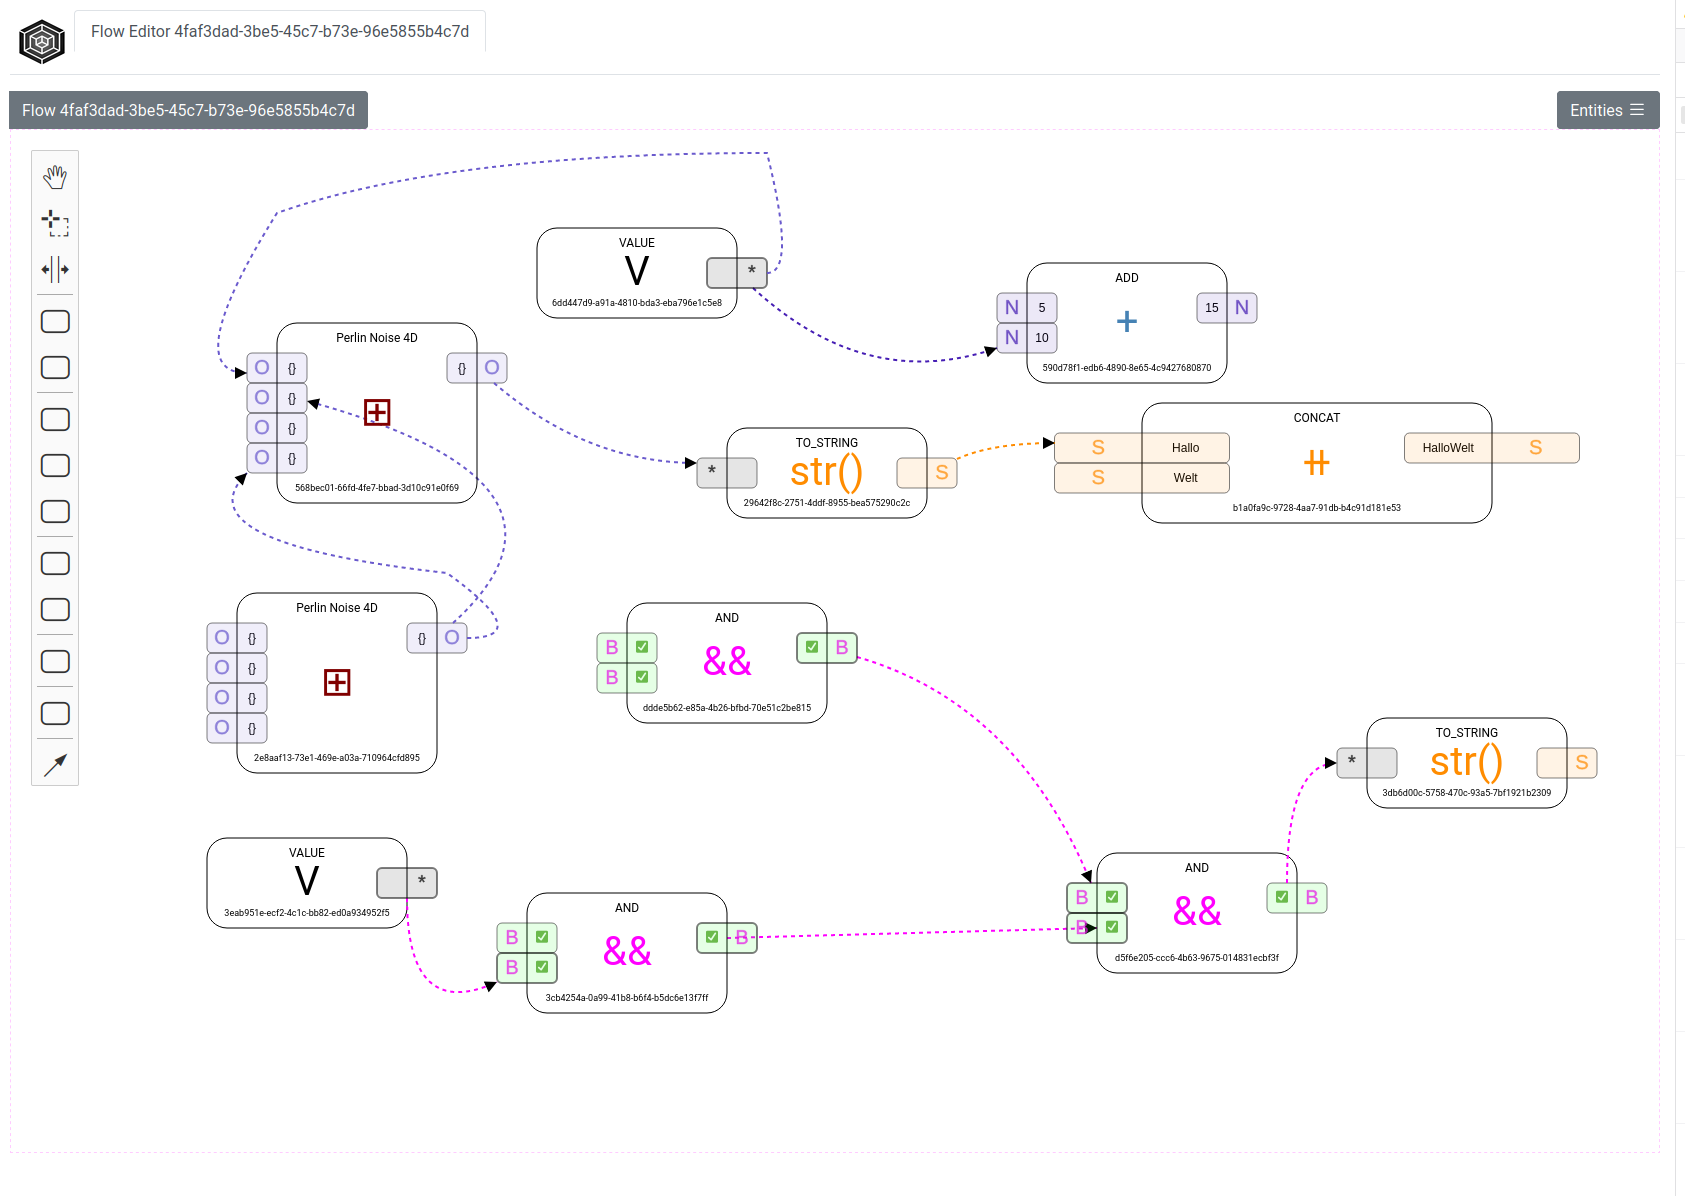 Flow Editor 4faf3dad-3be5-45c7-b73e-96e5855b4c7d
Flow 4faf3dad-3be5-45c7-b73e-96e5855b4c7d
Entities
VALUE
V
*
6dd447d9-a91a-4810-bda3-eba796e1c5e8
ADD
N 5
15 N
+
N 10
590d78f1-edb6-4890-8e65-4c9427680870
Perlin Noise 4D
O {}
{} O
O {}
O {}
O {}
568bec01-66fd-4fe7-bbad-3d10c91e0f69
TO_STRING
*
str()
S
29642f8c-2751-4ddf-8955-bea575290c2c
CONCAT
S Hallo
HalloWelt S
S Welt
b1a0fa9c-9728-4aa7-91db-b4c91d181e53
Perlin Noise 4D
O {}
{} O
O {}
O {}
O {}
2e8aaf13-73e1-469e-a03a-710964cfd895
AND
B
B
&&
B
ddde5b62-e85a-4b26-bfbd-70e51c2be815
TO_STRING
*
str()
S
3db6d00c-5758-470c-93a5-7bf1921b2309
VALUE
V
*
3eab951e-ecf2-4c1c-bb82-ed0a934952f5
AND
B
B
&&
B
3cb4254a-0a99-41b8-b6f4-b5dc6e13f7ff
AND
B
B
&&
B
d5f6e205-ccc6-4b63-9675-014831ecbf3f